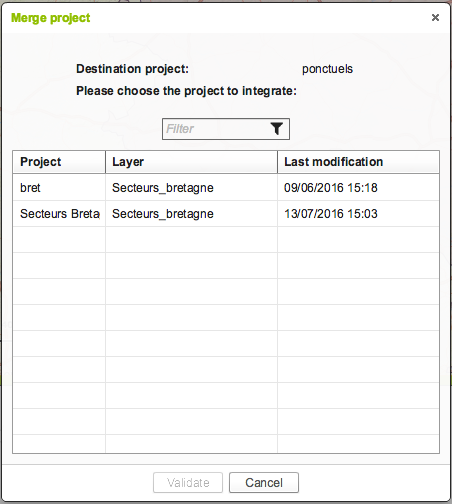 Merge project
Destination project: ponctuels
Please choose the project to integrate:
Filter
Project Layer Last modification
bret Secteurs_bretagne 09/06/2016 15:18
Secteurs Breta Secteurs_bretagne 13/07/2016 15:03
Validate Cancel